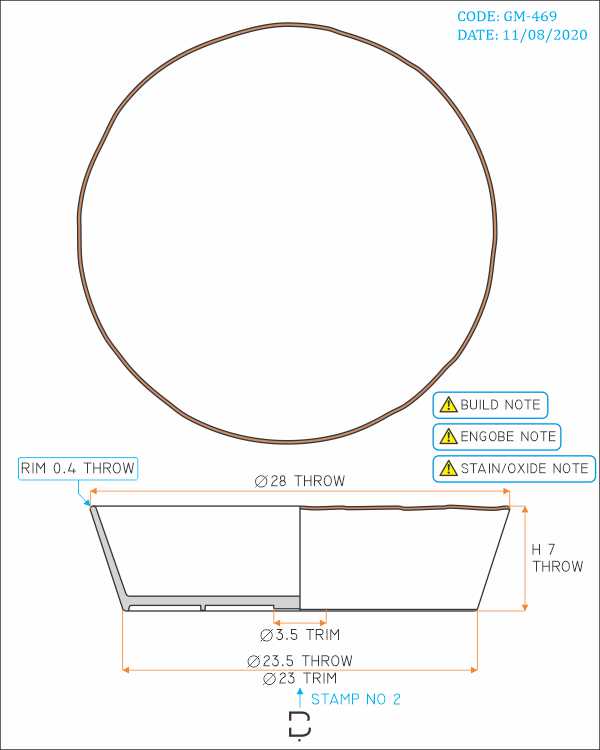 CODE: GM-469
DATE: 11/08/2020
BUILD NOTE
ENGOBE NOTE
STAIN/OXIDE NOTE
RIM 0.4 THROW
∅28 THROW
H 7
THROW
∅3.5 TRIM
∅23.5 THROW
∅23 TRIM
STAMP NO 2